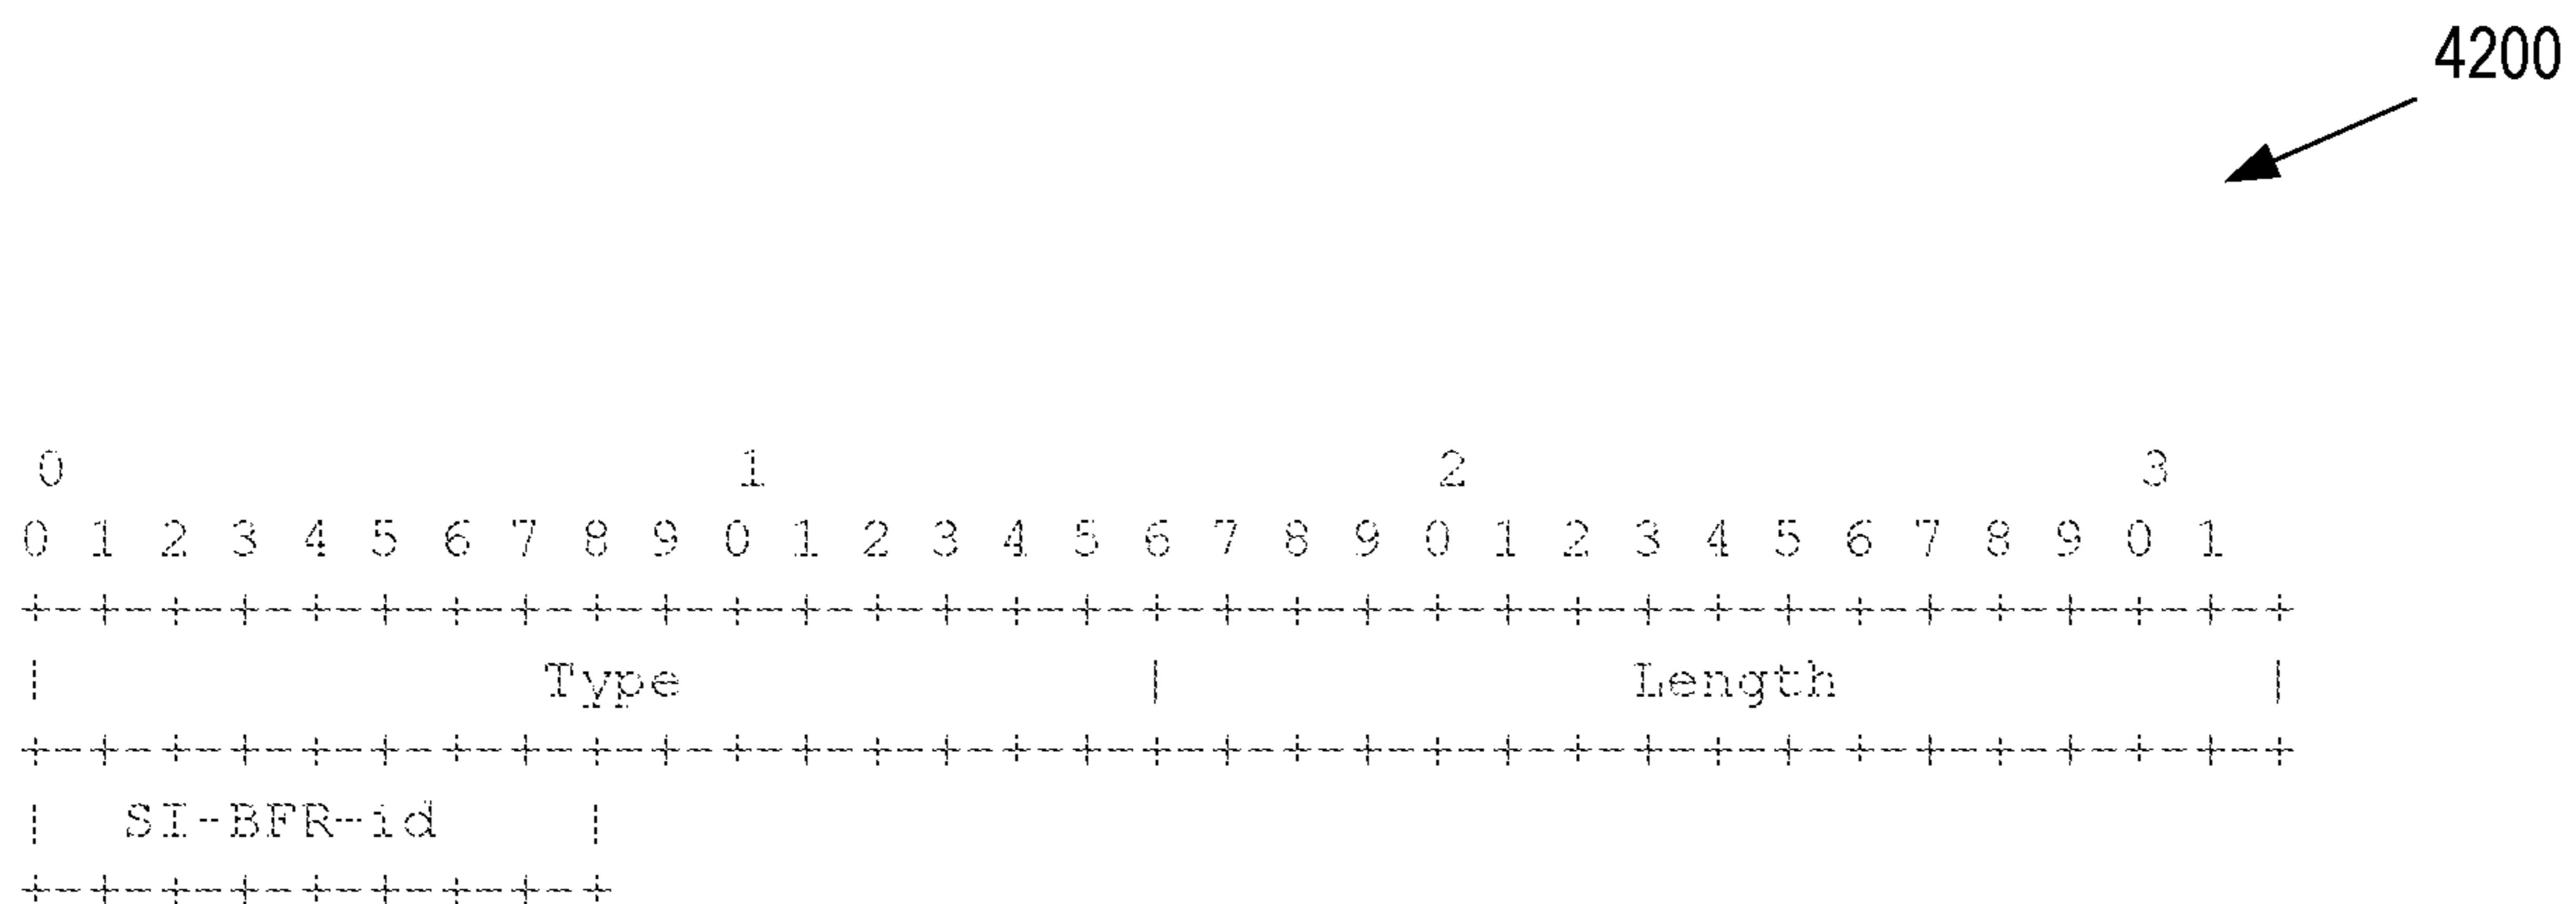 4200
0                   1                   2                   3
0 1 2 3 4 5 6 7 8 9 0 1 2 3 4 5 6 7 8 9 0 1 2 3 4 5 6 7 8 9 0 1
+-+-+-+-+-+-+-+-+-+-+-+-+-+-+-+-+-+-+-+-+-+-+-+-+-+-+-+-+-+-+-+-+
|              Type             |             Length            |
+-+-+-+-+-+-+-+-+-+-+-+-+-+-+-+-+-+-+-+-+-+-+-+-+-+-+-+-+-+-+-+-+
|  SI-BFR-id    |
+-+-+-+-+-+-+-+-+